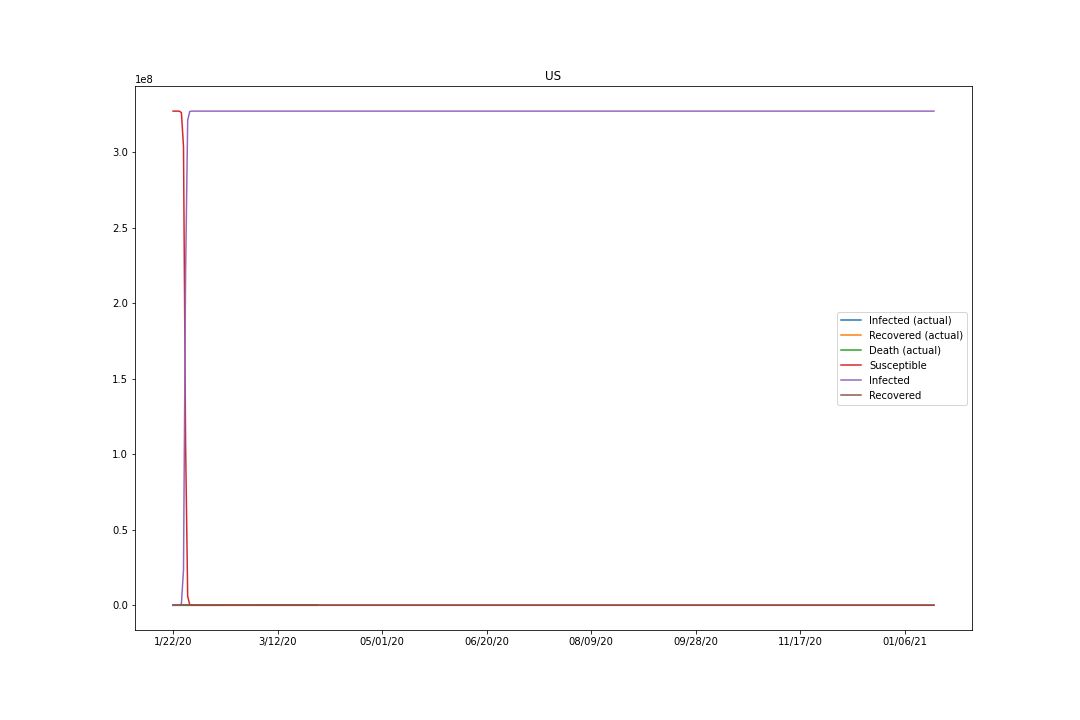 US
1e8
3.0
2.5
2.0
1.5
1.0
0.5
0.0
Infected (actual)
Recovered (actual)
Death (actual)
Susceptible
Infected
Recovered
1/22/20 3/12/20 05/01/20 06/20/20 08/09/20 09/28/20 11/17/20 01/06/21